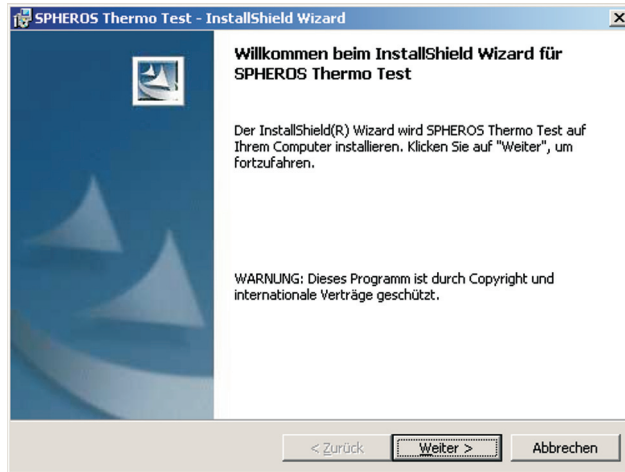 SPHEROS Thermo Test - InstallShield Wizard
Willkommen beim InstallShield Wizard für
SPHEROS Thermo Test
Der InstallShield(R) Wizard wird SPHEROS Thermo Test auf
Ihrem Computer installieren. Klicken Sie auf "Weiter", um
fortzufahren.
WARNUNG: Dieses Programm ist durch Copyright und
internationale Verträge geschützt.
< Zurück
Weiter >
Abbrechen